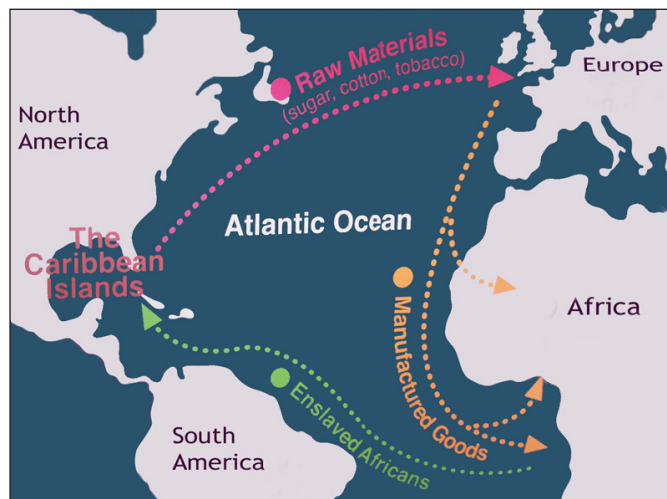 Raw Materials
(sugar, cotton, tobacco)
Europe
North
America
Atlantic Ocean
The
Caribbean
Islands
Africa
Manufactured Goods
Enslaved Africans
South
America